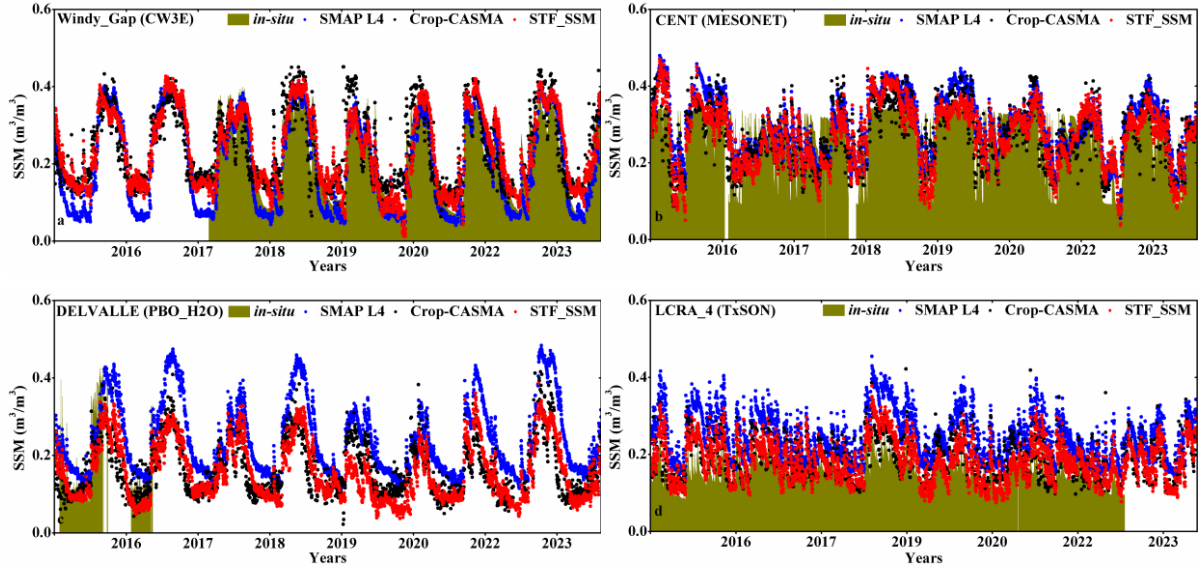 Windy_Gap (CW3E) in-situ SMAP L4 Crop-CASMA STF_SSM
0.6
0.4
0.2
0.0
SSM (m³/m³)
a
2016 2017 2018 2019 2020 2021 2022 2023
Years
CENT (MESONET) in-situ SMAP L4 Crop-CASMA STF_SSM
0.6
0.4
0.2
0.0
SSM (m³/m³)
b
2016 2017 2018 2019 2020 2021 2022 2023
Years
DELVALLE (PBO_H2O) in-situ SMAP L4 Crop-CASMA STF_SSM
0.6
0.4
0.2
0.0
SSM (m³/m³)
c
2016 2017 2018 2019 2020 2021 2022 2023
Years
LCRA_4 (TxSON) in-situ SMAP L4 Crop-CASMA STF_SSM
0.6
0.4
0.2
0.0
SSM (m³/m³)
d
2016 2017 2018 2019 2020 2022 2023
Years